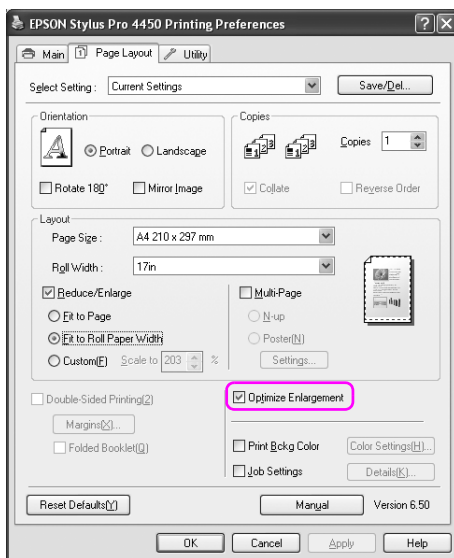 EPSON Stylus Pro 4450 Printing Preferences
Main Page Layout Utility
Select Setting : Current Settings Save/Del...
Orientation
Portrait Landscape
Rotate 180° Mirror Image
Copies
Copies 1
Collate Reverse Order
Layout
Page Size : A4 210 x 297 mm
Roll Width : 17in
Reduce/Enlarge
Fit to Page
Fit to Roll Paper Width
Custom(F) Scale to 203 %
Multi-Page
N-up
Poster(N)
Settings...
Double-Sided Printing(2)
Margins(X)...
Folded Booklet(Q)
Optimize Enlargement
Print Bckg Color Color Settings(H)...
Job Settings Details(K)...
Reset Defaults(Y) Manual Version 6.50
OK Cancel Apply Help